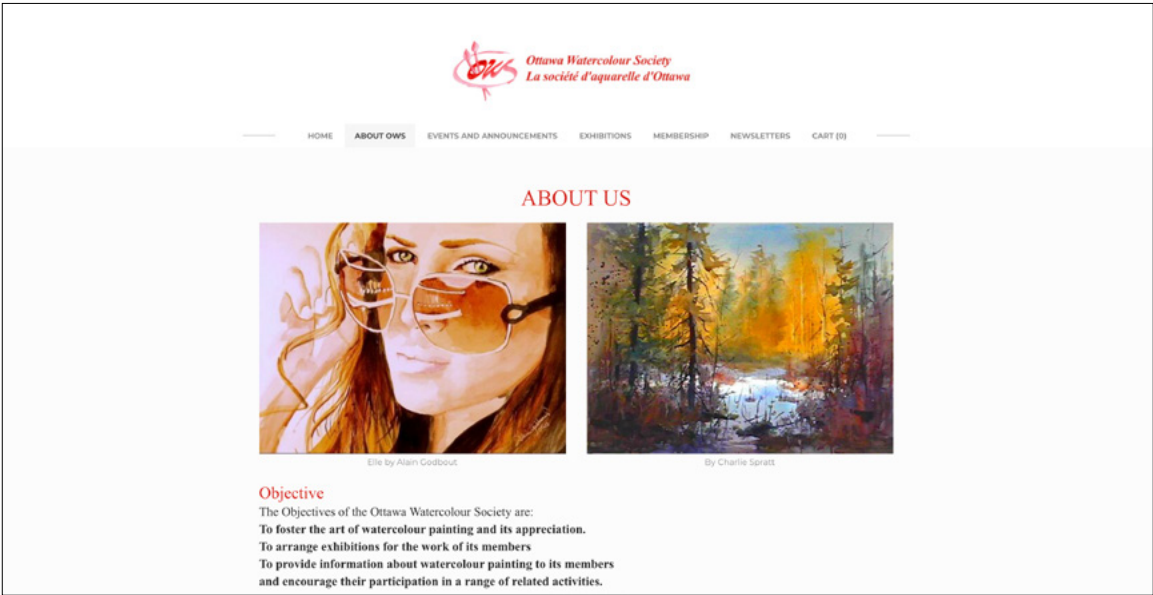 OWS
Ottawa Watercolour Society
La société d'aquarelle d'Ottawa
HOME ABOUT OWS EVENTS AND ANNOUNCEMENTS EXHIBITIONS MEMBERSHIP NEWSLETTERS CART (0)
ABOUT US
Elle by Alain Godbout
By Charlie Spratt
Objective
The Objectives of the Ottawa Watercolour Society are:
To foster the art of watercolour painting and its appreciation.
To arrange exhibitions for the work of its members
To provide information about watercolour painting to its members
and encourage their participation in a range of related activities.